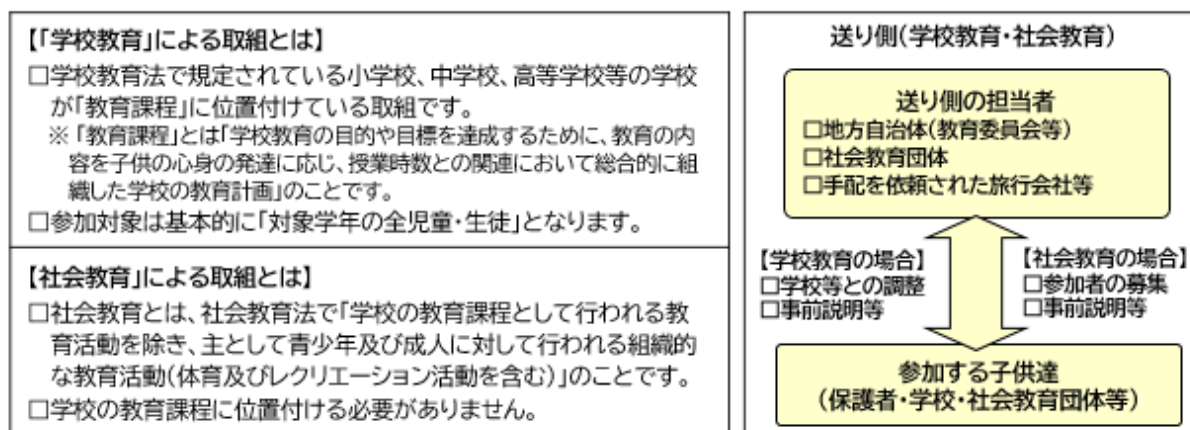 【「学校教育」による取組とは】
□学校教育法で規定されている小学校、中学校、高等学校等の学校
が「教育課程」に位置付けている取組です。
※「教育課程」とは「学校教育の目的や目標を達成するために、教育の内
容を子供の心身の発達に応じ、授業時数との関連において総合的に組
織した学校の教育計画」のことです。
□参加対象は基本的に「対象学年の全児童・生徒」となります。
【社会教育」による取組とは】
□社会教育とは、社会教育法で「学校の教育課程として行われる教
育活動を除き、主として青少年及び成人に対して行われる組織的
な教育活動(体育及びレクリエーション活動を含む)」のことです。
□学校の教育課程に位置付ける必要がありません。
送り側(学校教育・社会教育)
送り側の担当者
□地方自治体(教育委員会等)
□社会教育団体
□手配を依頼された旅行会社等
【学校教育の場合】
□学校等との調整
□事前説明等
【社会教育の場合】
□参加者の募集
□事前説明等
参加する子供達
(保護者・学校・社会教育団体等)